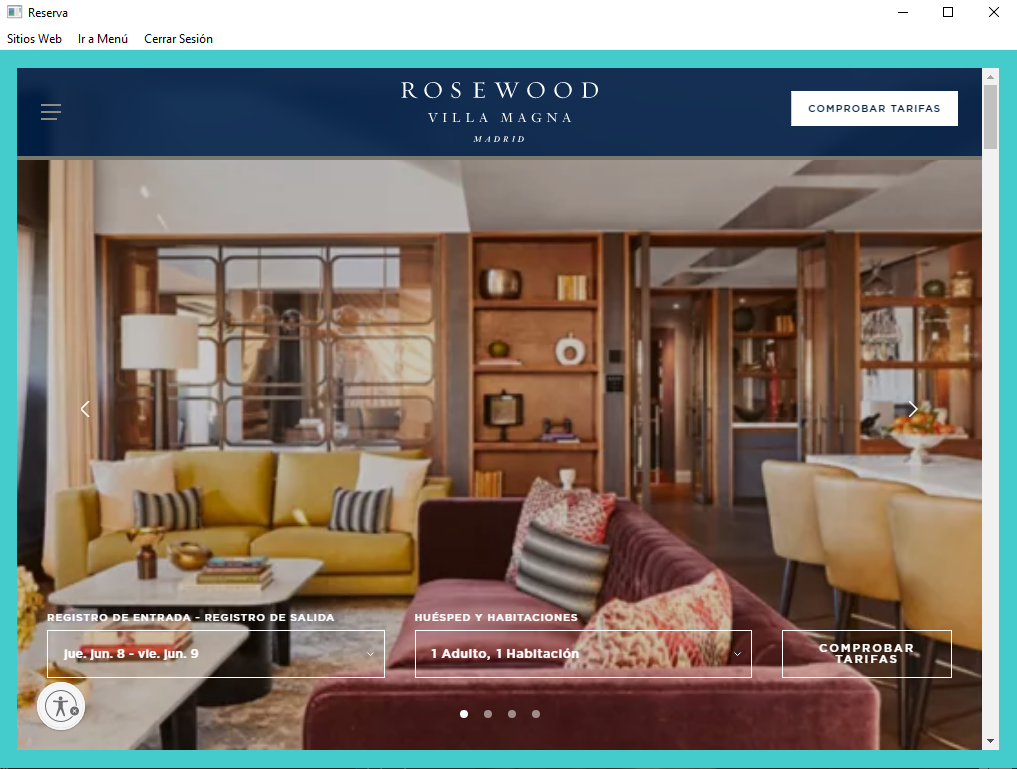 Reserva
Sitios Web Ir a Menú Cerrar Sesión
ROSEWOOD
VILLA MAGNA
MADRID
COMPROBAR TARIFAS
REGISTRO DE ENTRADA - REGISTRO DE SALIDA
jue. jun. 8 - vie. jun. 9
HUÉSPED Y HABITACIONES
1 Adulto, 1 Habitación
COMPROBAR
TARIFAS